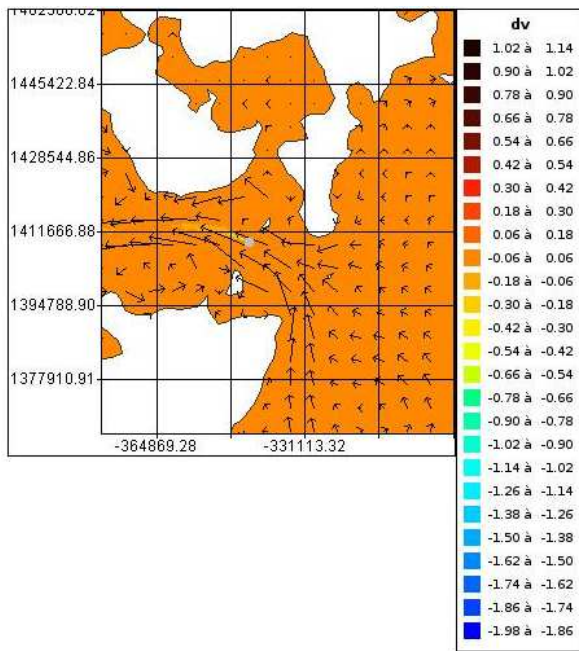 dv
1445422.84
1428544.86
1411666.88
1394788.90
1377910.91
-364869.28 -331113.32
1.02 à 1.14
0.90 à 1.02
0.78 à 0.90
0.66 à 0.78
0.54 à 0.66
0.42 à 0.54
0.30 à 0.42
0.18 à 0.30
0.06 à 0.18
-0.06 à 0.06
-0.18 à -0.06
-0.30 à -0.18
-0.42 à -0.30
-0.54 à -0.42
-0.66 à -0.54
-0.78 à -0.66
-0.90 à -0.78
-1.02 à -0.90
-1.14 à -1.02
-1.26 à -1.14
-1.38 à -1.26
-1.50 à -1.38
-1.62 à -1.50
-1.74 à -1.62
-1.86 à -1.74
-1.98 à -1.86